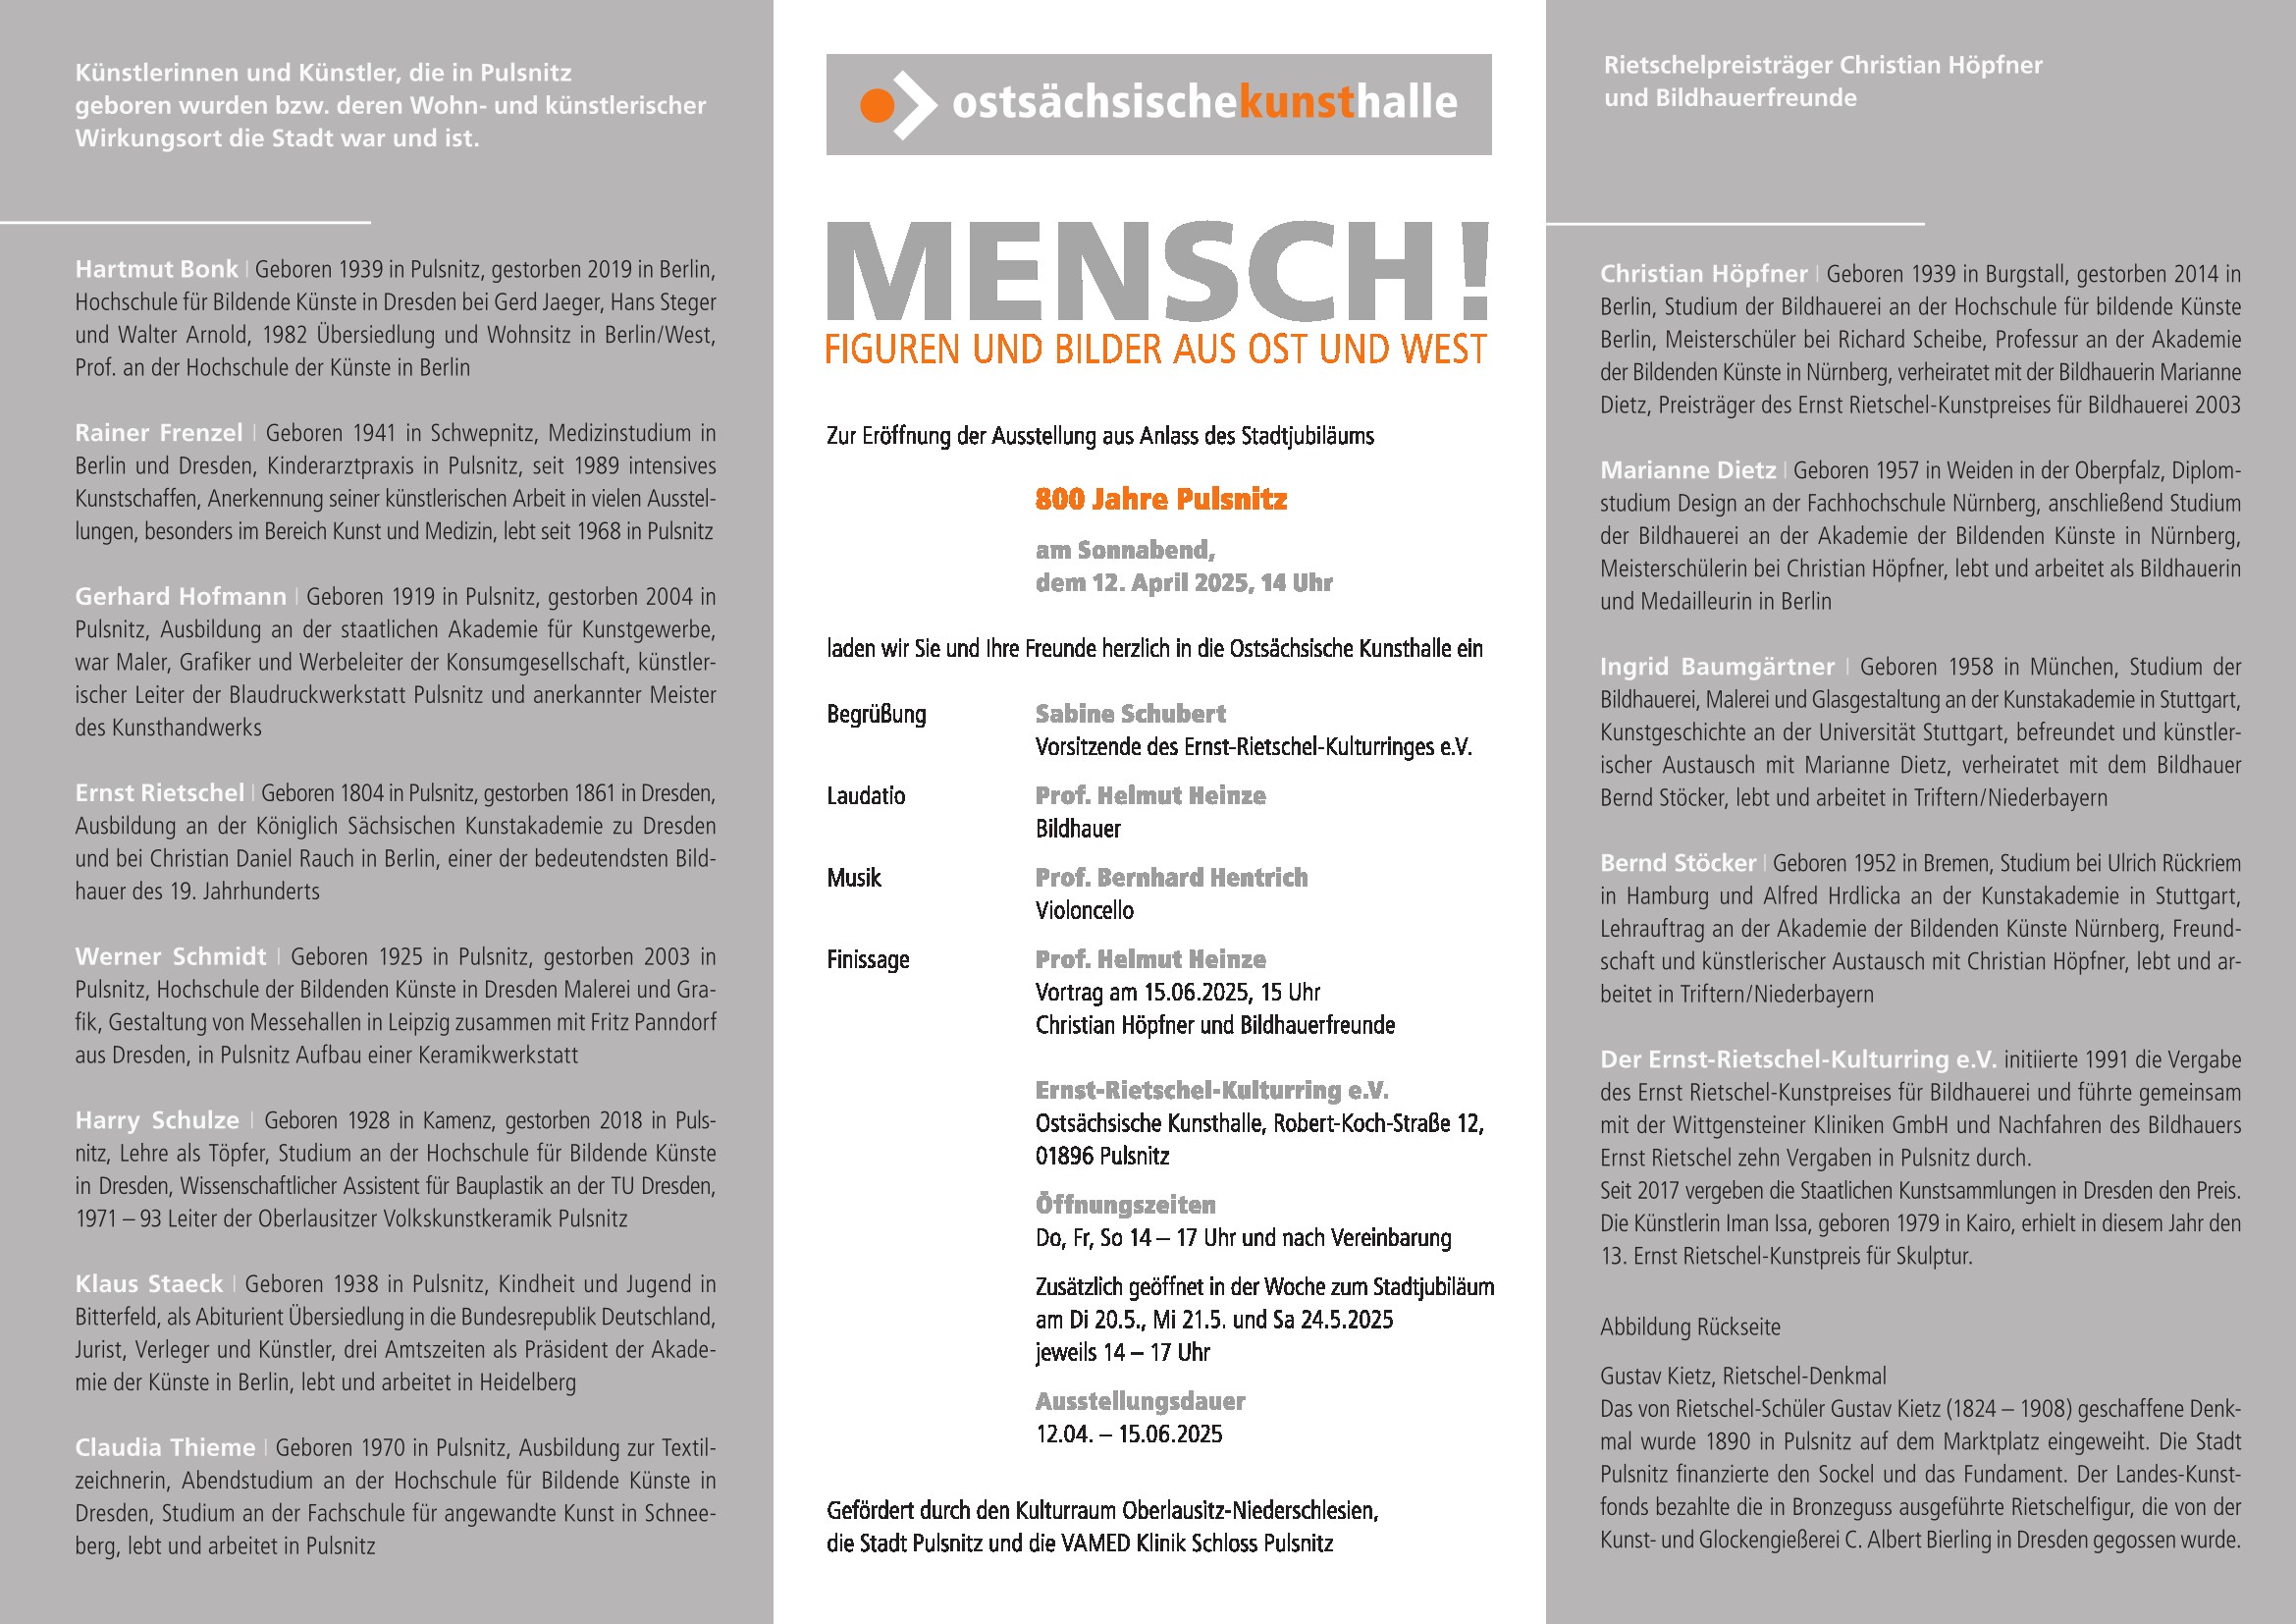 Künstlerinnen und Künstler, die in Pulsnitz
geboren wurden bzw. deren Wohn- und künstlerischer
Wirkungsort die Stadt war und ist.
Hartmut Bonk | Geboren 1939 in Pulsnitz, gestorben 2019 in Berlin,
Hochschule für Bildende Künste in Dresden bei Gerd Jaeger, Hans Steger
und Walter Arnold, 1982 Übersiedlung und Wohnsitz in Berlin/West,
Prof. an der Hochschule der Künste in Berlin
Rainer Frenzel | Geboren 1941 in Schwepnitz, Medizinstudium in
Berlin und Dresden, Kinderarztpraxis in Pulsnitz, seit 1989 intensives
Kunstschaffen, Anerkennung seiner künstlerischen Arbeit in vielen Ausstel-
lungen, besonders im Bereich Kunst und Medizin, lebt seit 1968 in Pulsnitz
Gerhard Hofmann | Geboren 1919 in Pulsnitz, gestorben 2004 in
Pulsnitz, Ausbildung an der staatlichen Akademie für Kunstgewerbe,
war Maler, Grafiker und Werbeleiter der Konsumgesellschaft, künstler-
ischer Leiter der Blaudruckwerkstatt Pulsnitz und anerkannter Meister
des Kunsthandwerks
Ernst Rietschel | Geboren 1804 in Pulsnitz, gestorben 1861 in Dresden,
Ausbildung an der Königlich Sächsischen Kunstakademie zu Dresden
und bei Christian Daniel Rauch in Berlin, einer der bedeutendsten Bild-
hauer des 19. Jahrhunderts
Werner Schmidt | Geboren 1925 in Pulsnitz, gestorben 2003 in
Pulsnitz, Hochschule der Bildenden Künste in Dresden Malerei und Gra-
fik, Gestaltung von Messehallen in Leipzig zusammen mit Fritz Panndorf
aus Dresden, in Pulsnitz Aufbau einer Keramikwerkstatt
Harry Schulze | Geboren 1928 in Kamenz, gestorben 2018 in Puls-
nitz, Lehre als Töpfer, Studium an der Hochschule für Bildende Künste
in Dresden, Wissenschaftlicher Assistent für Bauplastik an der TU Dresden,
1971 – 93 Leiter der Oberlausitzer Volkskunstkeramik Pulsnitz
Klaus Staeck | Geboren 1938 in Pulsnitz, Kindheit und Jugend in
Bitterfeld, als Abiturient Übersiedlung in die Bundesrepublik Deutschland,
Jurist, Verleger und Künstler, drei Amtszeiten als Präsident der Akade-
mie der Künste in Berlin, lebt und arbeitet in Heidelberg
Claudia Thieme | Geboren 1970 in Pulsnitz, Ausbildung zur Textil-
zeichnerin, Abendstudium an der Hochschule für Bildende Künste in
Dresden, Studium an der Fachschule für angewandte Kunst in Schnee-
berg, lebt und arbeitet in Pulsnitz
ostsächsischekunsthalle
MENSCH!
FIGUREN UND BILDER AUS OST UND WEST
Zur Eröffnung der Ausstellung aus Anlass des Stadtjubiläums
800 Jahre Pulsnitz
am Sonnabend,
dem 12. April 2025, 14 Uhr
laden wir Sie und Ihre Freunde herzlich in die Ostsächsische Kunsthalle ein
Begrüßung Sabine Schubert
Vorsitzende des Ernst-Rietschel-Kulturringes e.V.
Laudatio Prof. Helmut Heinze
Bildhauer
Musik Prof. Bernhard Hentrich
Violoncello
Finissage Prof. Helmut Heinze
Vortrag am 15.06.2025, 15 Uhr
Christian Höpfner und Bildhauerfreunde
Ernst-Rietschel-Kulturring e.V.
Ostsächsische Kunsthalle, Robert-Koch-Straße 12,
01896 Pulsnitz
Öffnungszeiten
Do, Fr, So 14 – 17 Uhr und nach Vereinbarung
Zusätzlich geöffnet in der Woche zum Stadtjubiläum
am Di 20.5., Mi 21.5. und Sa 24.5.2025
jeweils 14 – 17 Uhr
Ausstellungsdauer
12.04. – 15.06.2025
Gefördert durch den Kulturraum Oberlausitz-Niederschlesien,
die Stadt Pulsnitz und die VAMED Klinik Schloss Pulsnitz
Rietschelpreisträger Christian Höpfner
und Bildhauerfreunde
Christian Höpfner | Geboren 1939 in Burgstall, gestorben 2014 in
Berlin, Studium der Bildhauerei an der Hochschule für bildende Künste
Berlin, Meisterschüler bei Richard Scheibe, Professur an der Akademie
der Bildenden Künste in Nürnberg, verheiratet mit der Bildhauerin Marianne
Dietz, Preisträger des Ernst Rietschel-Kunstpreises für Bildhauerei 2003
Marianne Dietz | Geboren 1957 in Weiden in der Oberpfalz, Diplom-
studium Design an der Fachhochschule Nürnberg, anschließend Studium
der Bildhauerei an der Akademie der Bildenden Künste in Nürnberg,
Meisterschülerin bei Christian Höpfner, lebt und arbeitet als Bildhauerin
und Medailleurin in Berlin
Ingrid Baumgärtner | Geboren 1958 in München, Studium der
Bildhauerei, Malerei und Glasgestaltung an der Kunstakademie in Stuttgart,
Kunstgeschichte an der Universität Stuttgart, befreundet und künstler-
ischer Austausch mit Marianne Dietz, verheiratet mit dem Bildhauer
Bernd Stöcker, lebt und arbeitet in Triftern/Niederbayern
Bernd Stöcker | Geboren 1952 in Bremen, Studium bei Ulrich Rückriem
in Hamburg und Alfred Hrdlicka an der Kunstakademie in Stuttgart,
Lehrauftrag an der Akademie der Bildenden Künste Nürnberg, Freund-
schaft und künstlerischer Austausch mit Christian Höpfner, lebt und ar-
beitet in Triftern/Niederbayern
Der Ernst-Rietschel-Kulturring e.V. initiierte 1991 die Vergabe
des Ernst Rietschel-Kunstpreises für Bildhauerei und führte gemeinsam
mit der Wittgensteiner Kliniken GmbH und Nachfahren des Bildhauers
Ernst Rietschel zehn Vergaben in Pulsnitz durch.
Seit 2017 vergeben die Staatlichen Kunstsammlungen in Dresden den Preis.
Die Künstlerin Iman Issa, geboren 1979 in Kairo, erhielt in diesem Jahr den
13. Ernst Rietschel-Kunstpreis für Skulptur.
Abbildung Rückseite
Gustav Kietz, Rietschel-Denkmal
Das von Rietschel-Schüler Gustav Kietz (1824 – 1908) geschaffene Denk-
mal wurde 1890 in Pulsnitz auf dem Marktplatz eingeweiht. Die Stadt
Pulsnitz finanzierte den Sockel und das Fundament. Der Landes-Kunst-
fonds bezahlte die in Bronzeguss ausgeführte Rietschelfigur, die von der
Kunst- und Glockengießerei C. Albert Bierling in Dresden gegossen wurde.